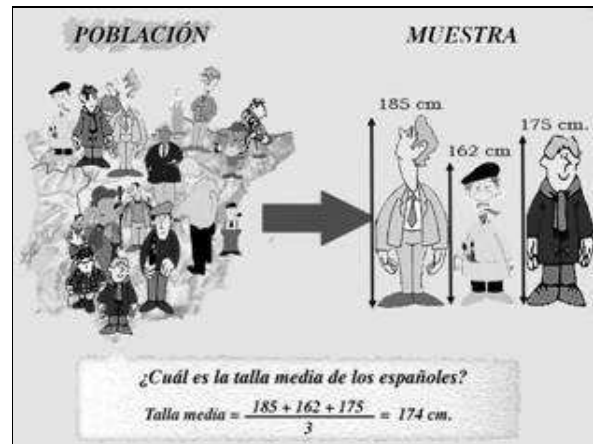 POBLACIÓN
MUESTRA
185 cm
162 cm
175 cm.
¿Cuál es la talla media de los españoles?
Talla media = 185 + 162 + 175 / 3 = 174 cm.